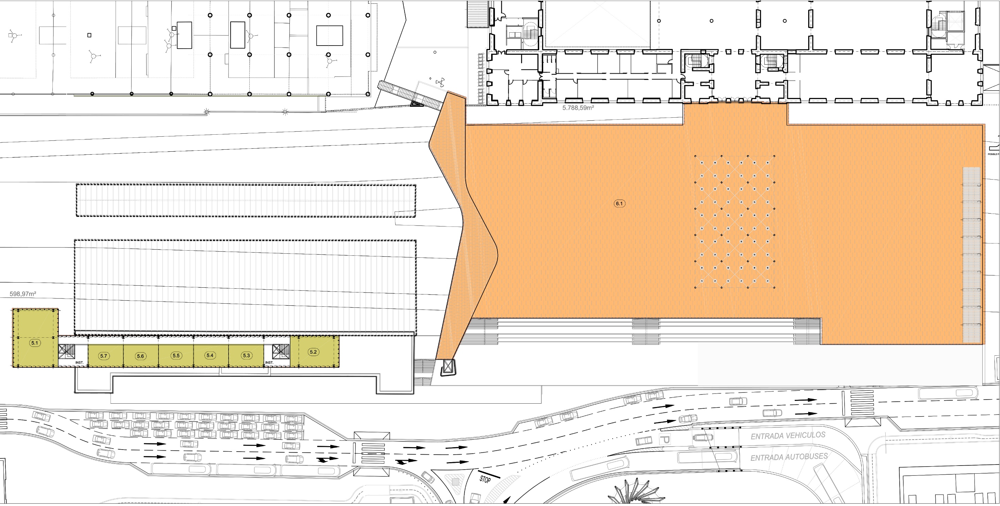 5.788,59m²
POSIBLE F
6.1
598,97m²
5.1
5.7
5.6
5.5
5.4
5.3
5.2
INST.
INST.
P
ENTRADA VEHICULOS
ENTRADA AUTOBUSES
STOP